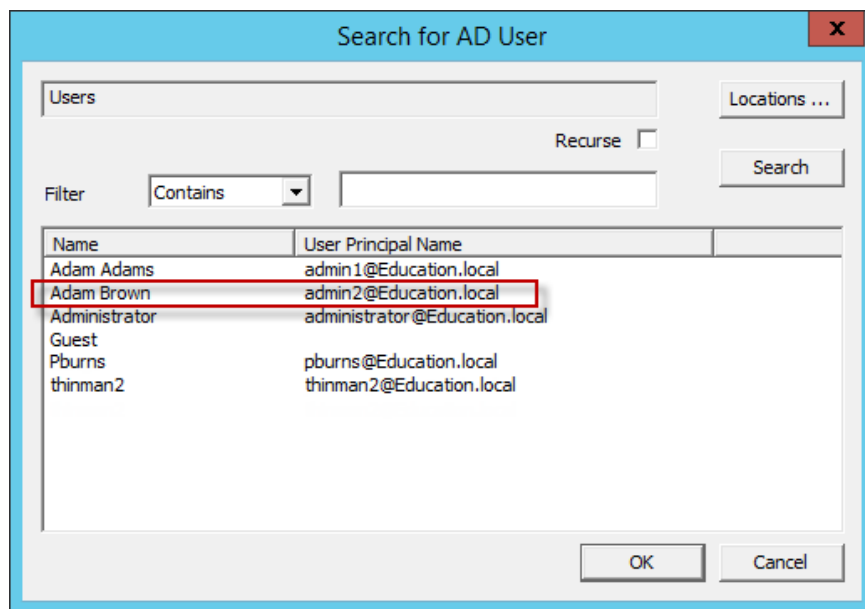 Search for AD User
x
Users
Locations ...
Recurse
Search
Filter Contains
Name User Principal Name
Adam Adams admin1@Education.local
Adam Brown admin2@Education.local
Administrator administrator@Education.local
Guest
Pburns pburns@Education.local
thinman2 thinman2@Education.local
OK Cancel